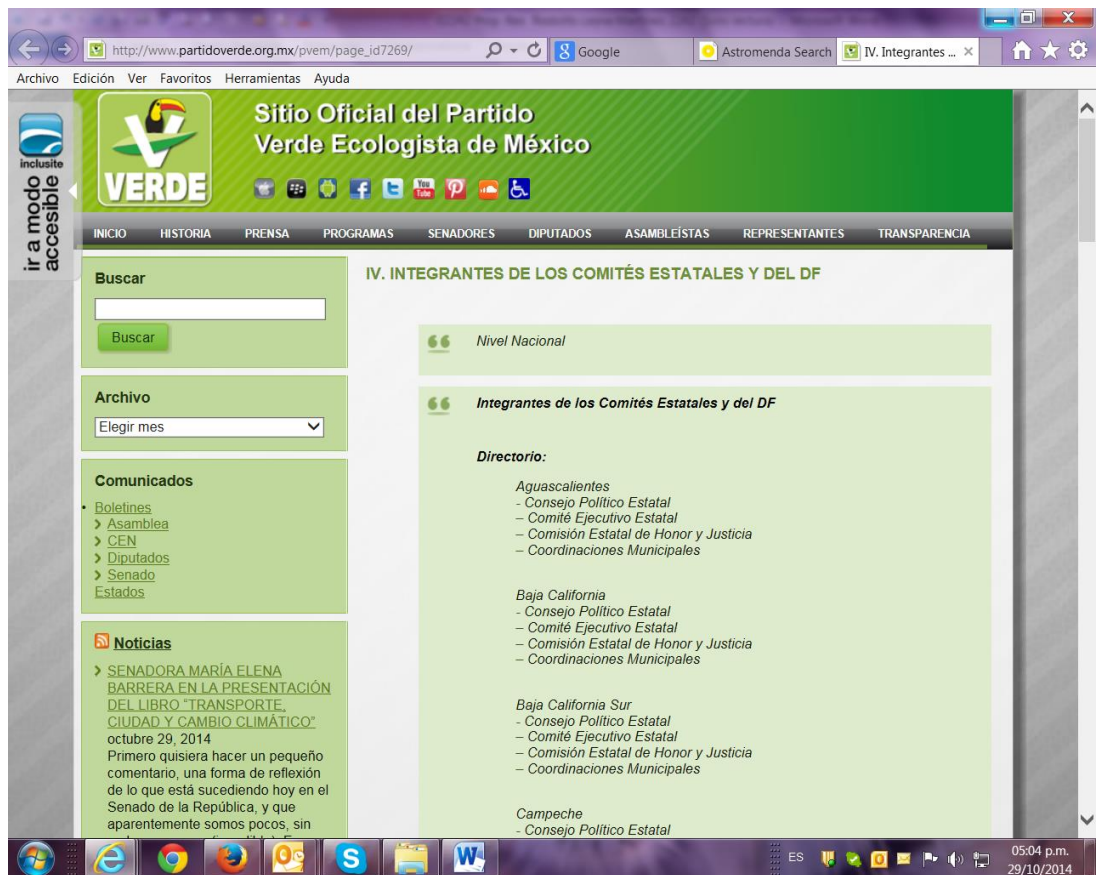 http://www.partidoverde.org.mx/pvem/page_id7269/
Google
Astromenda Search
IV. Integrantes ...
Archivo Edición Ver Favoritos Herramientas Ayuda
inclusite
ir a modo
accesible
VERDE
Sitio Oficial del Partido
Verde Ecologista de México
You
Tube
INICIO HISTORIA PRENSA PROGRAMAS SENADORES DIPUTADOS ASAMBLEÍSTAS REPRESENTANTES TRANSPARENCIA
Buscar
Buscar
Archivo
Elegir mes
Comunicados
Boletines
Asamblea
CEN
Diputados
Senado
Estados
Noticias
SENADORA MARÍA ELENA
BARRERA EN LA PRESENTACIÓN
DEL LIBRO "TRANSPORTE,
CIUDAD Y CAMBIO CLIMÁTICO"
octubre 29, 2014
Primero quisiera hacer un pequeño
comentario, una forma de reflexión
de lo que está sucediendo hoy en el
Senado de la República, y que
aparentemente somos pocos, sin
IV. INTEGRANTES DE LOS COMITÉS ESTATALES Y DEL DF
Nivel Nacional
Integrantes de los Comités Estatales y del DF
Directorio:
Aguascalientes
- Consejo Político Estatal
– Comité Ejecutivo Estatal
– Comisión Estatal de Honor y Justicia
– Coordinaciones Municipales
Baja California
- Consejo Político Estatal
– Comité Ejecutivo Estatal
– Comisión Estatal de Honor y Justicia
– Coordinaciones Municipales
Baja California Sur
- Consejo Político Estatal
– Comité Ejecutivo Estatal
– Comisión Estatal de Honor y Justicia
– Coordinaciones Municipales
Campeche
- Consejo Político Estatal
ES
05:04 p.m.
29/10/2014